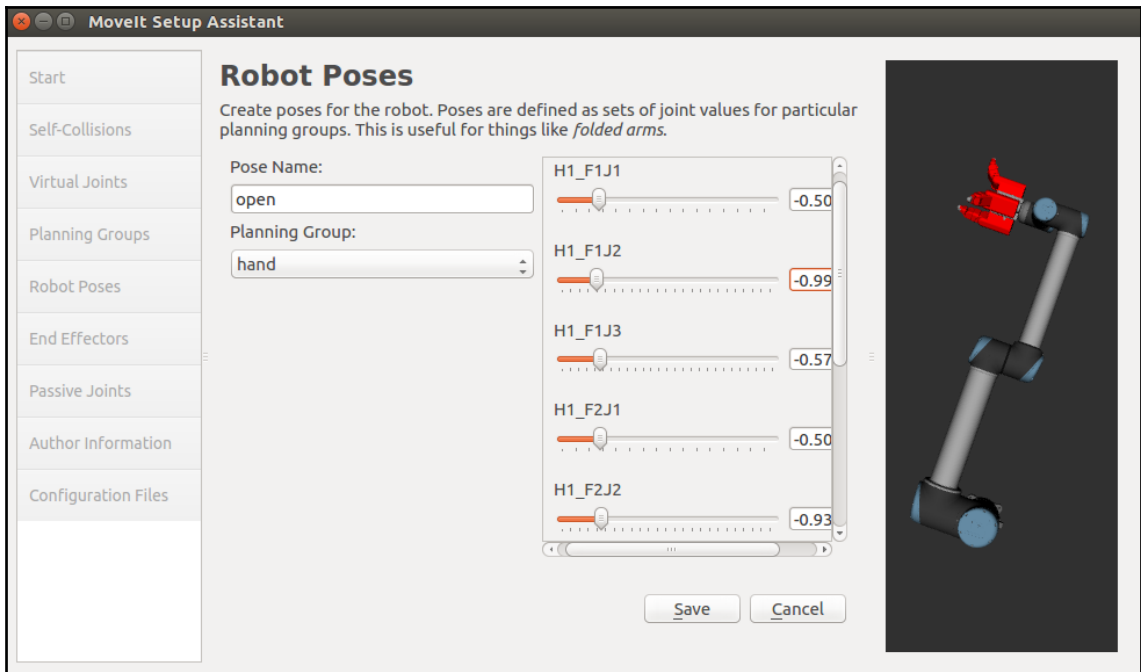 MoveIt Setup Assistant
Start
Self-Collisions
Virtual Joints
Planning Groups
Robot Poses
End Effectors
Passive Joints
Author Information
Configuration Files
Robot Poses
Create poses for the robot. Poses are defined as sets of joint values for particular
planning groups. This is useful for things like folded arms.
Pose Name:
open
Planning Group:
hand
H1_F1J1
-0.50
H1_F1J2
-0.99
H1_F1J3
-0.57
H1_F2J1
-0.50
H1_F2J2
-0.93
Save
Cancel